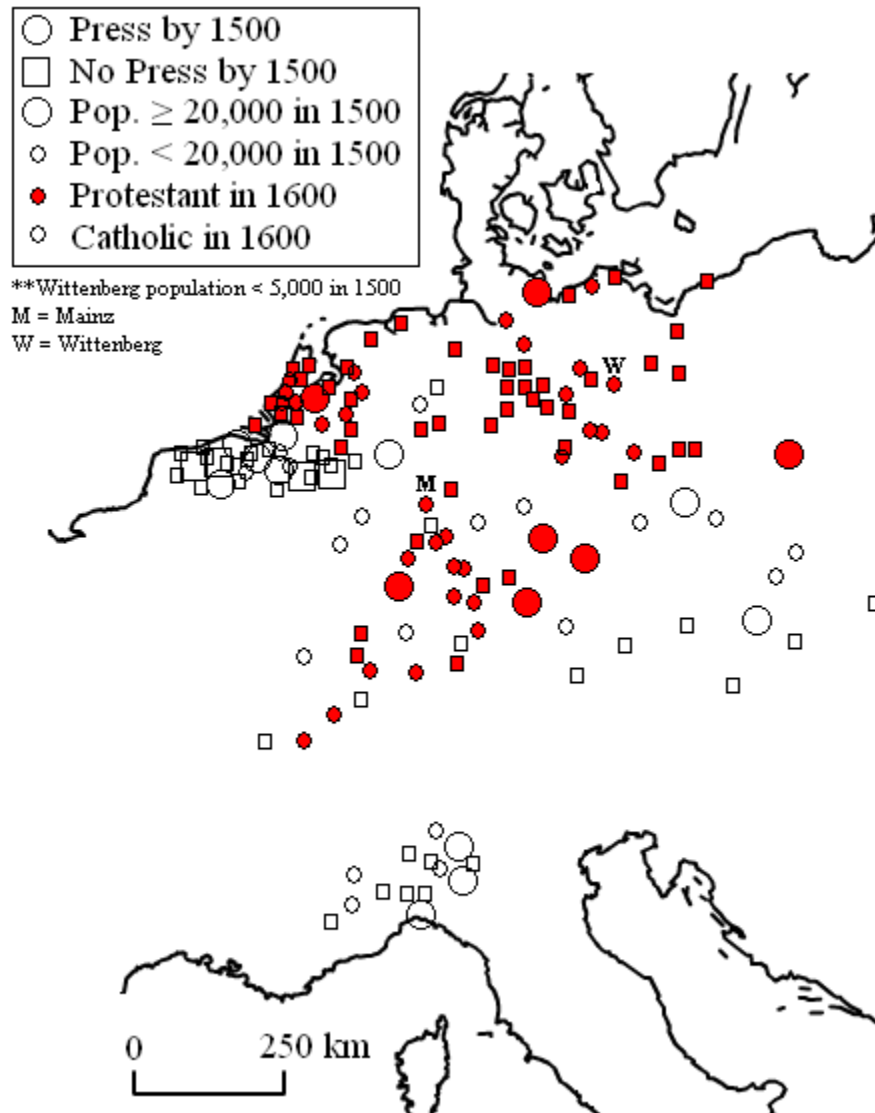 Press by 1500
No Press by 1500
Pop. ≥ 20,000 in 1500
Pop. < 20,000 in 1500
Protestant in 1600
Catholic in 1600
**Wittenberg population < 5,000 in 1500
M = Mainz
W = Wittenberg
W
M
0 250 km